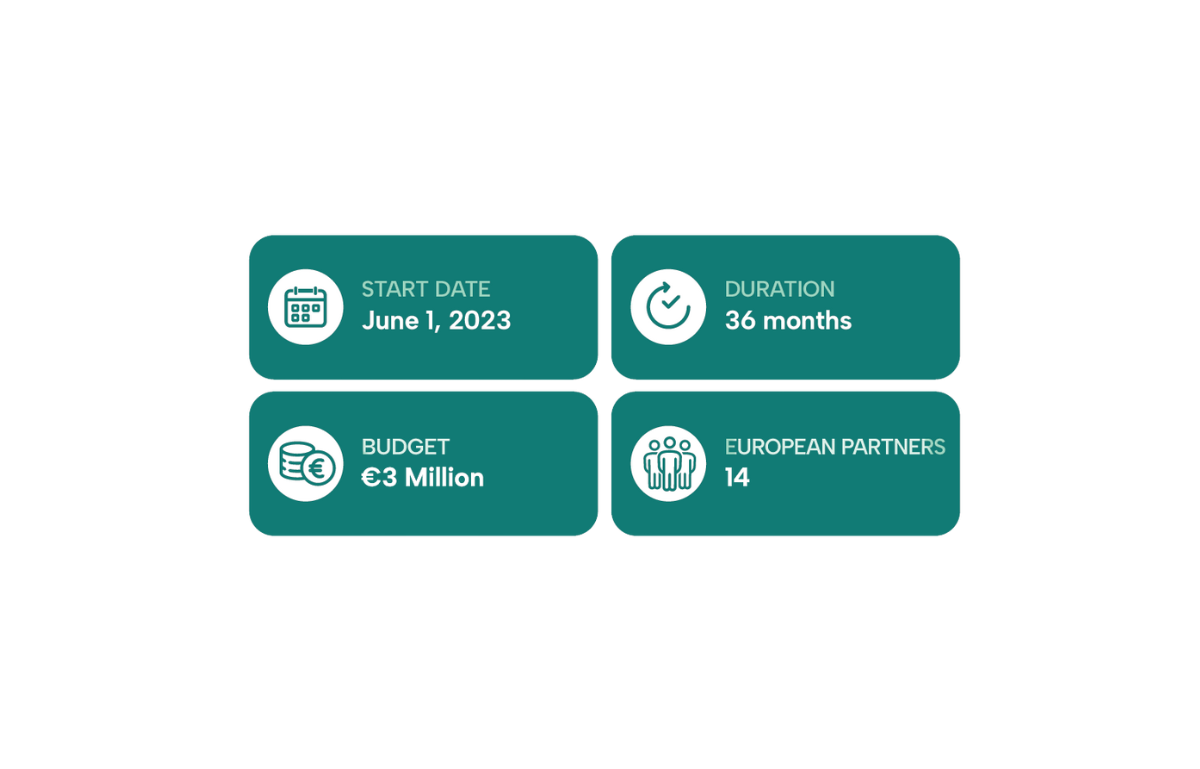 START DATE
June 1, 2023
DURATION
36 months
BUDGET
€3 Million
EUROPEAN PARTNERS
14